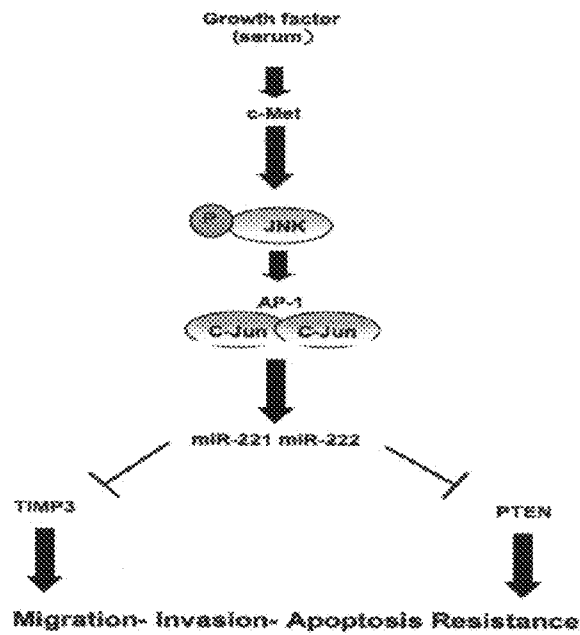 Growth factor
(serum)
c-Met
P
JNK
AP-1
C-Jun C-Jun
miR-221 miR-222
TIMP3
PTEN
Migration- Invasion- Apoptosis Resistance